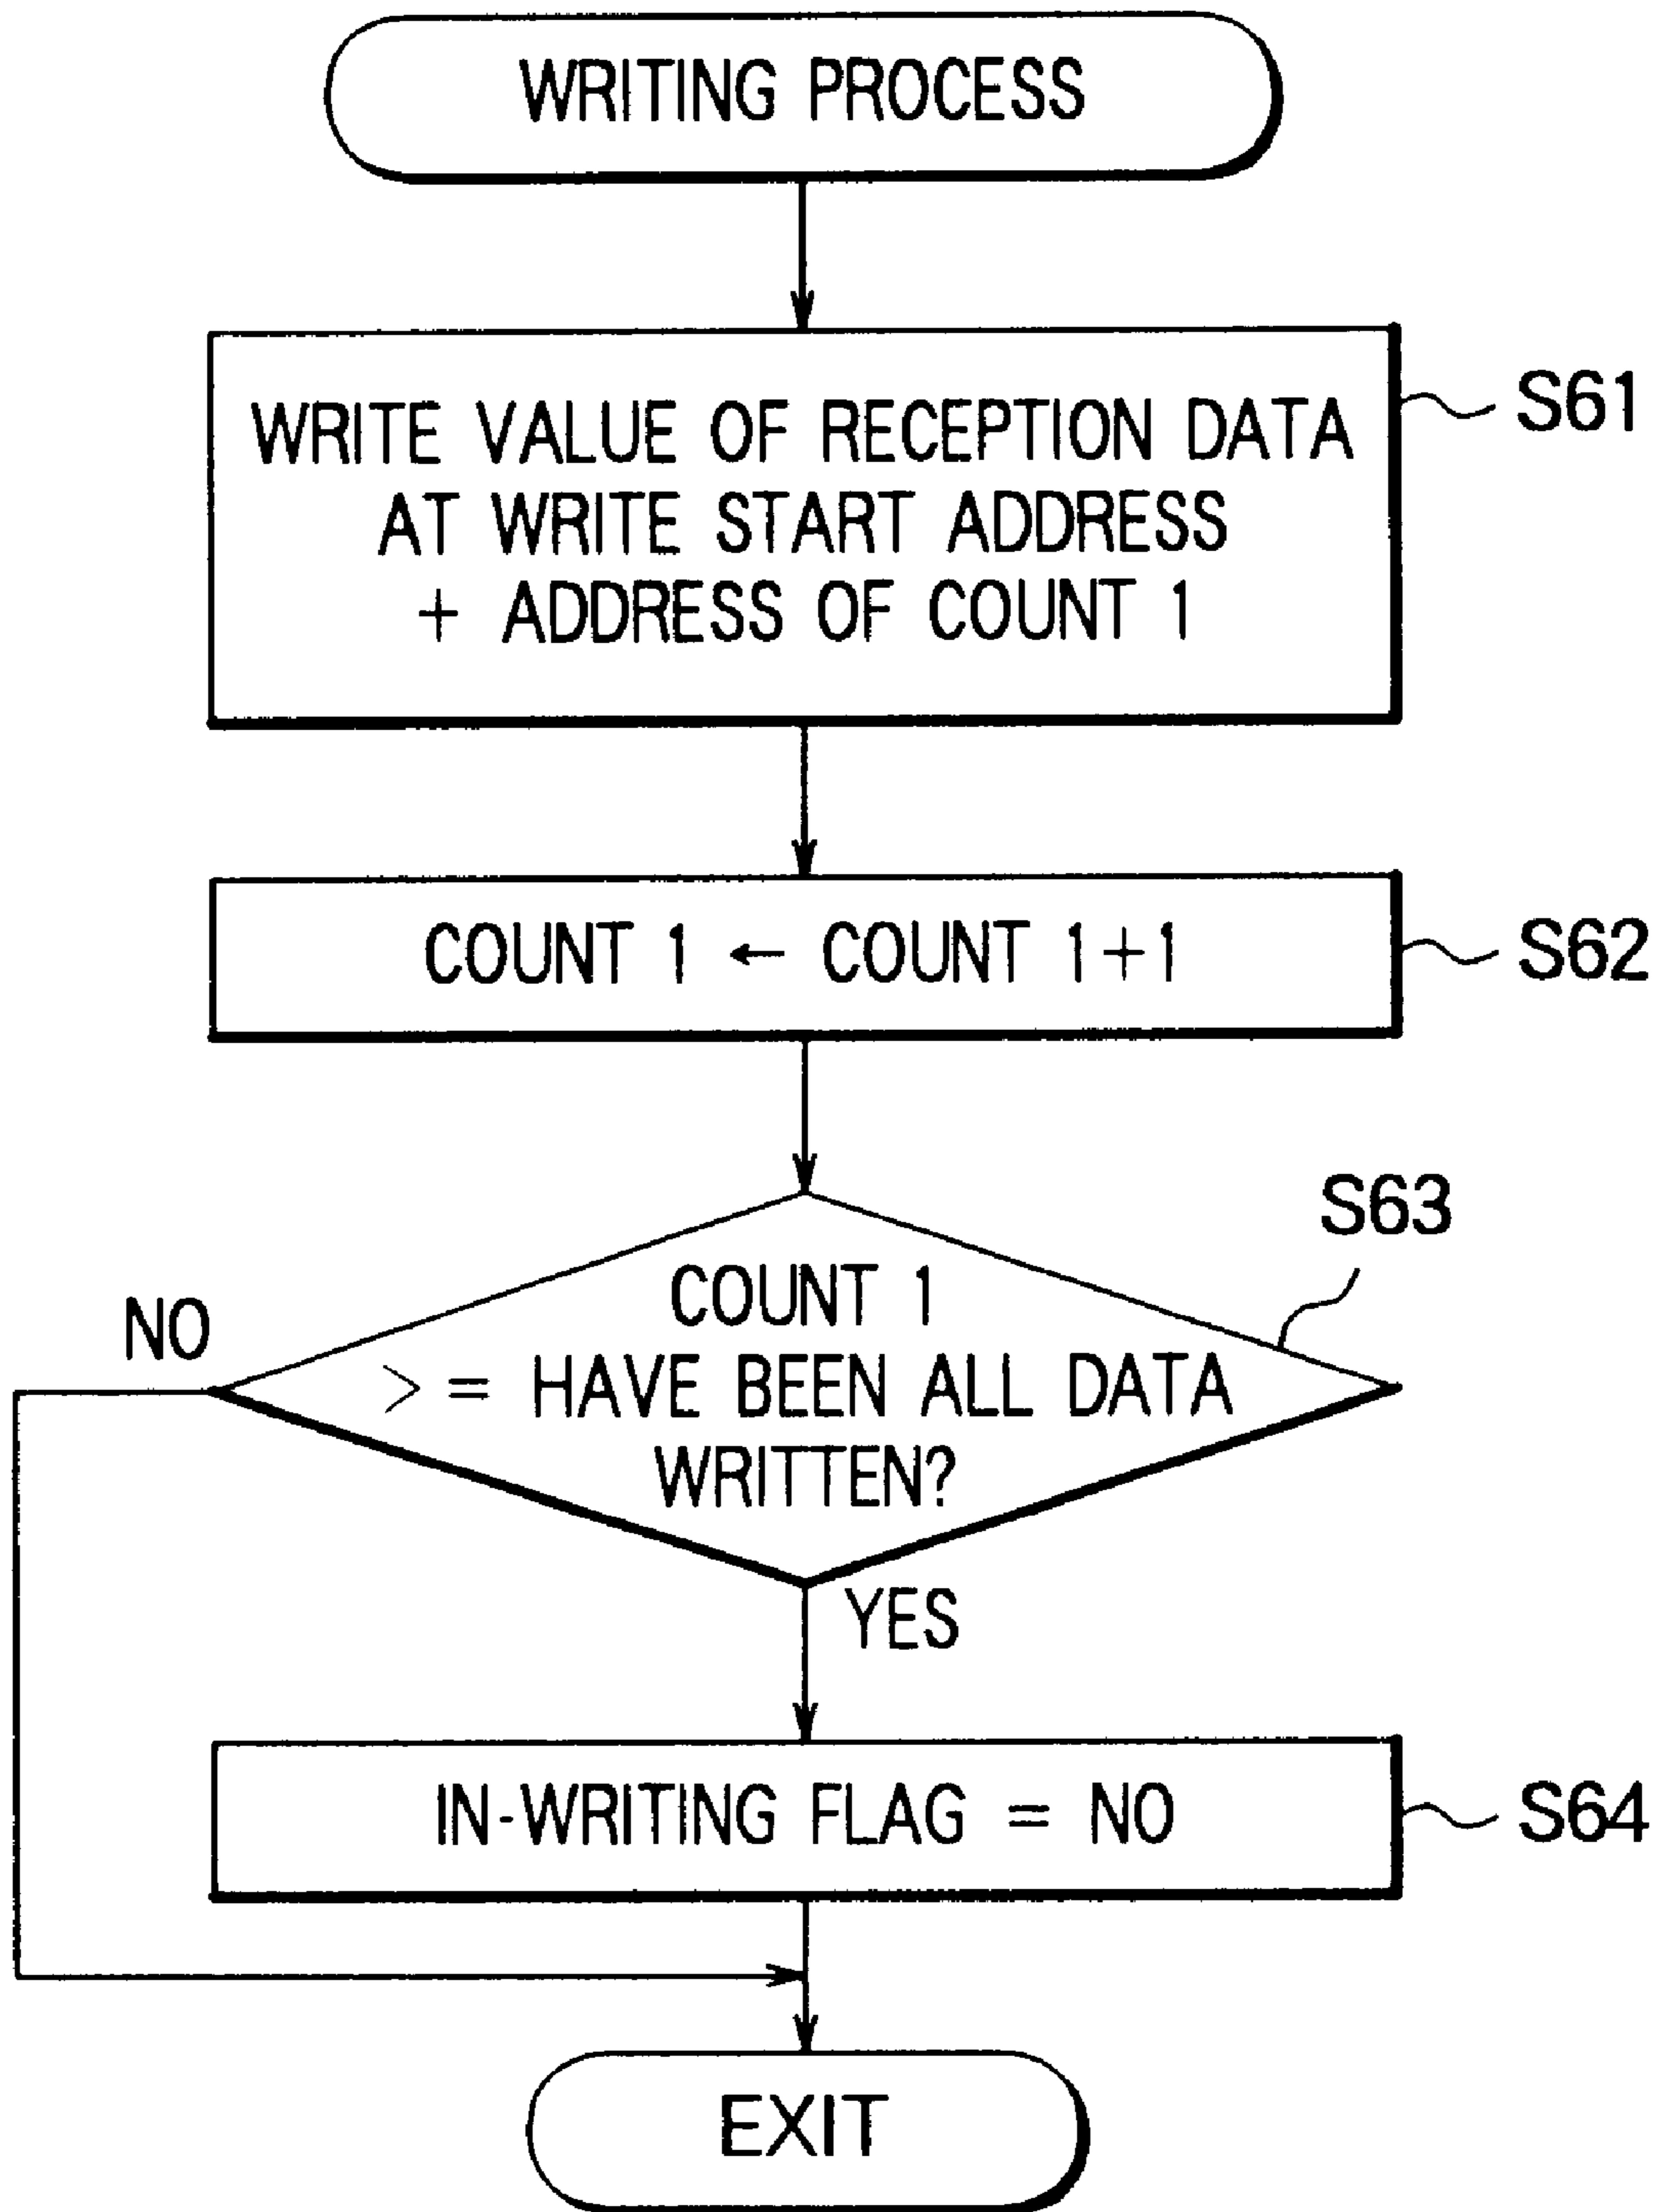 WRITING PROCESS
WRITE VALUE OF RECEPTION DATA
AT WRITE START ADDRESS
+ ADDRESS OF COUNT 1
S61
COUNT 1 ← COUNT 1+1
S62
S63
COUNT 1
> = HAVE BEEN ALL DATA
WRITTEN?
NO
YES
IN-WRITING FLAG = NO
S64
EXIT